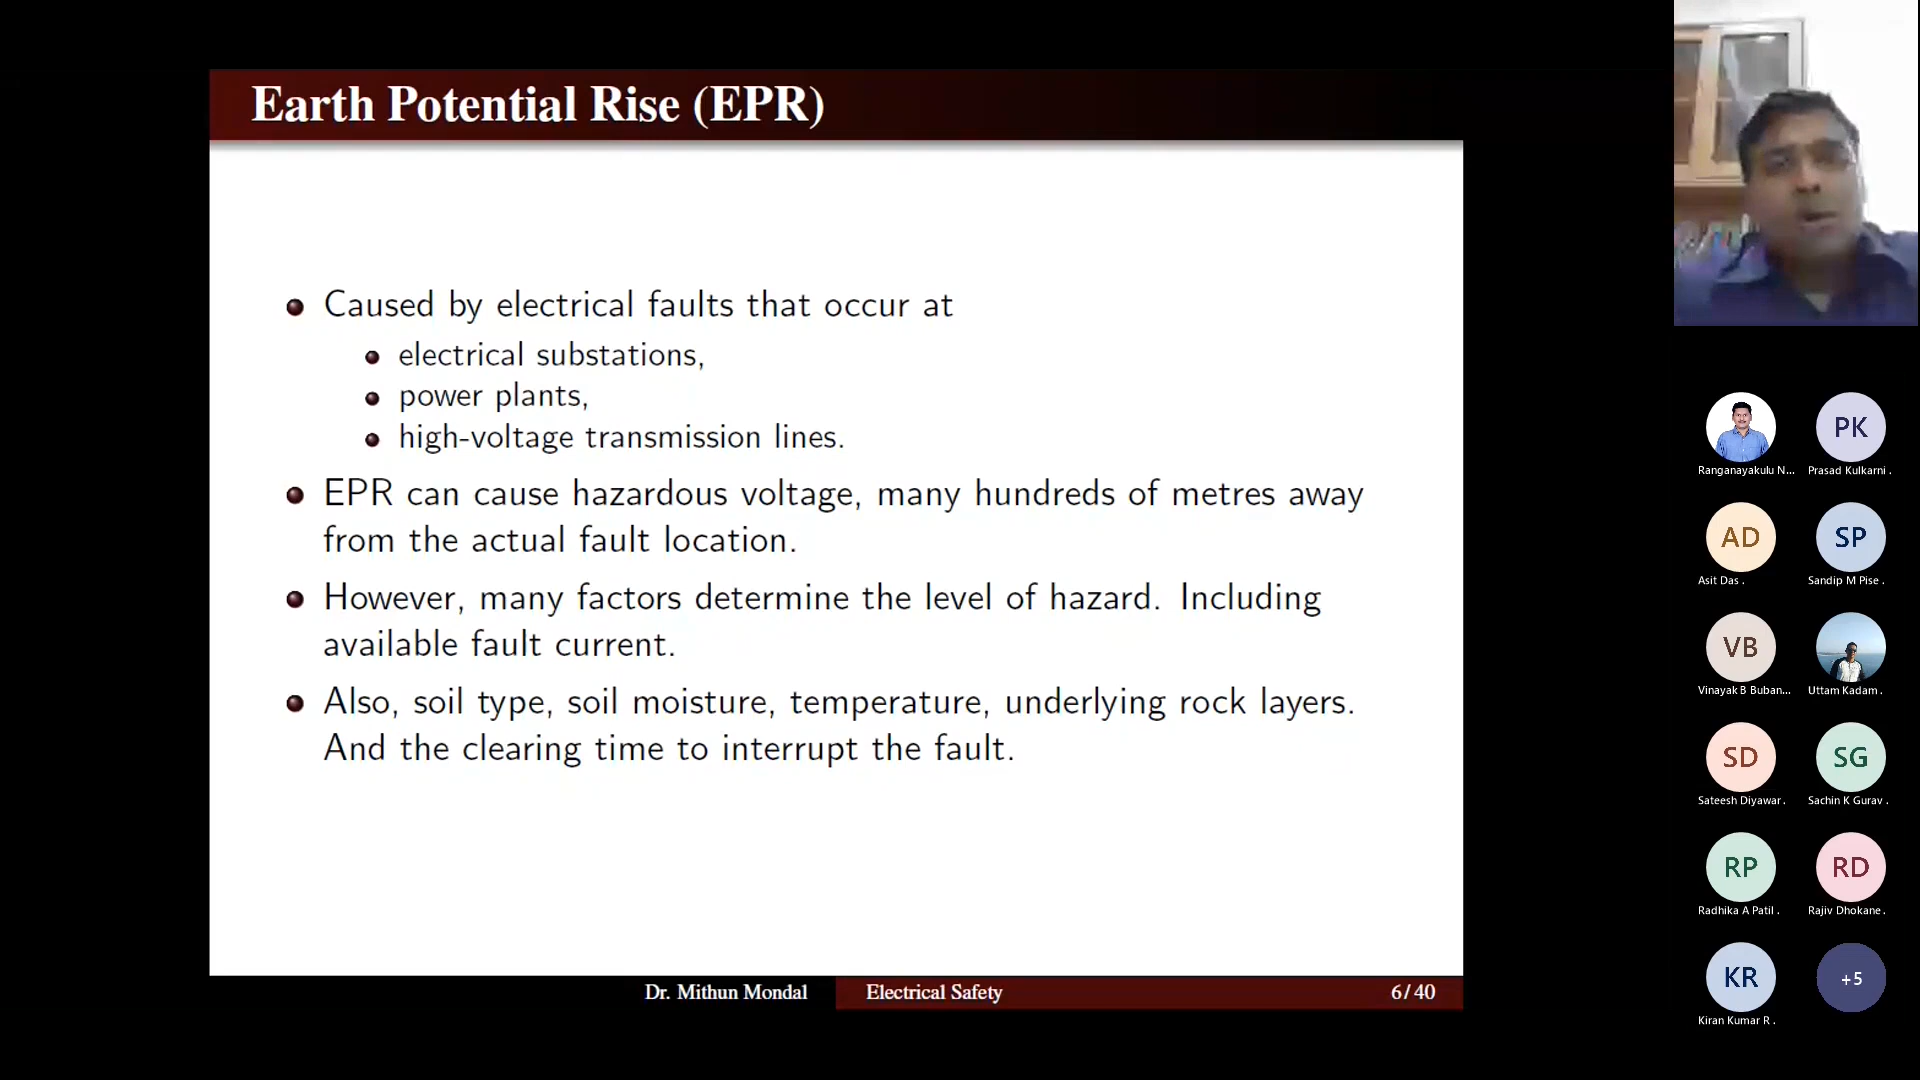 Earth Potential Rise (EPR)
Caused by electrical faults that occur at
electrical substations,
power plants,
high-voltage transmission lines.
EPR can cause hazardous voltage, many hundreds of metres away
from the actual fault location.
However, many factors determine the level of hazard. Including
available fault current.
Also, soil type, soil moisture, temperature, underlying rock layers.
And the clearing time to interrupt the fault.
Dr. Mithun Mondal
Electrical Safety
6/40
Ranganayakulu N...
PK
Prasad Kulkarni .
AD
Asit Das .
SP
Sandip M Pise .
VB
Vinayak B Buban...
Uttam Kadam .
SD
Sateesh Diyawar .
SG
Sachin K Gurav .
RP
Radhika A Patil .
RD
Rajiv Dhokane .
KR
Kiran Kumar R .
+5